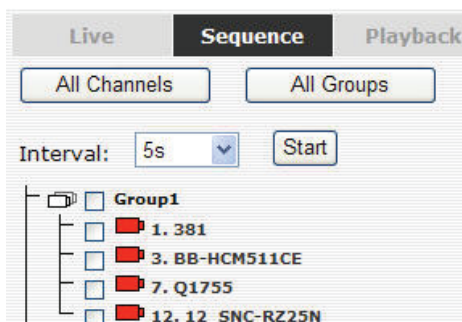 Live Sequence Playback
All Channels All Groups
Interval: 5s Start
Group1
1. 381
3. BB-HCM511CE
7. Q1755
12. 12_SNC-RZ25N